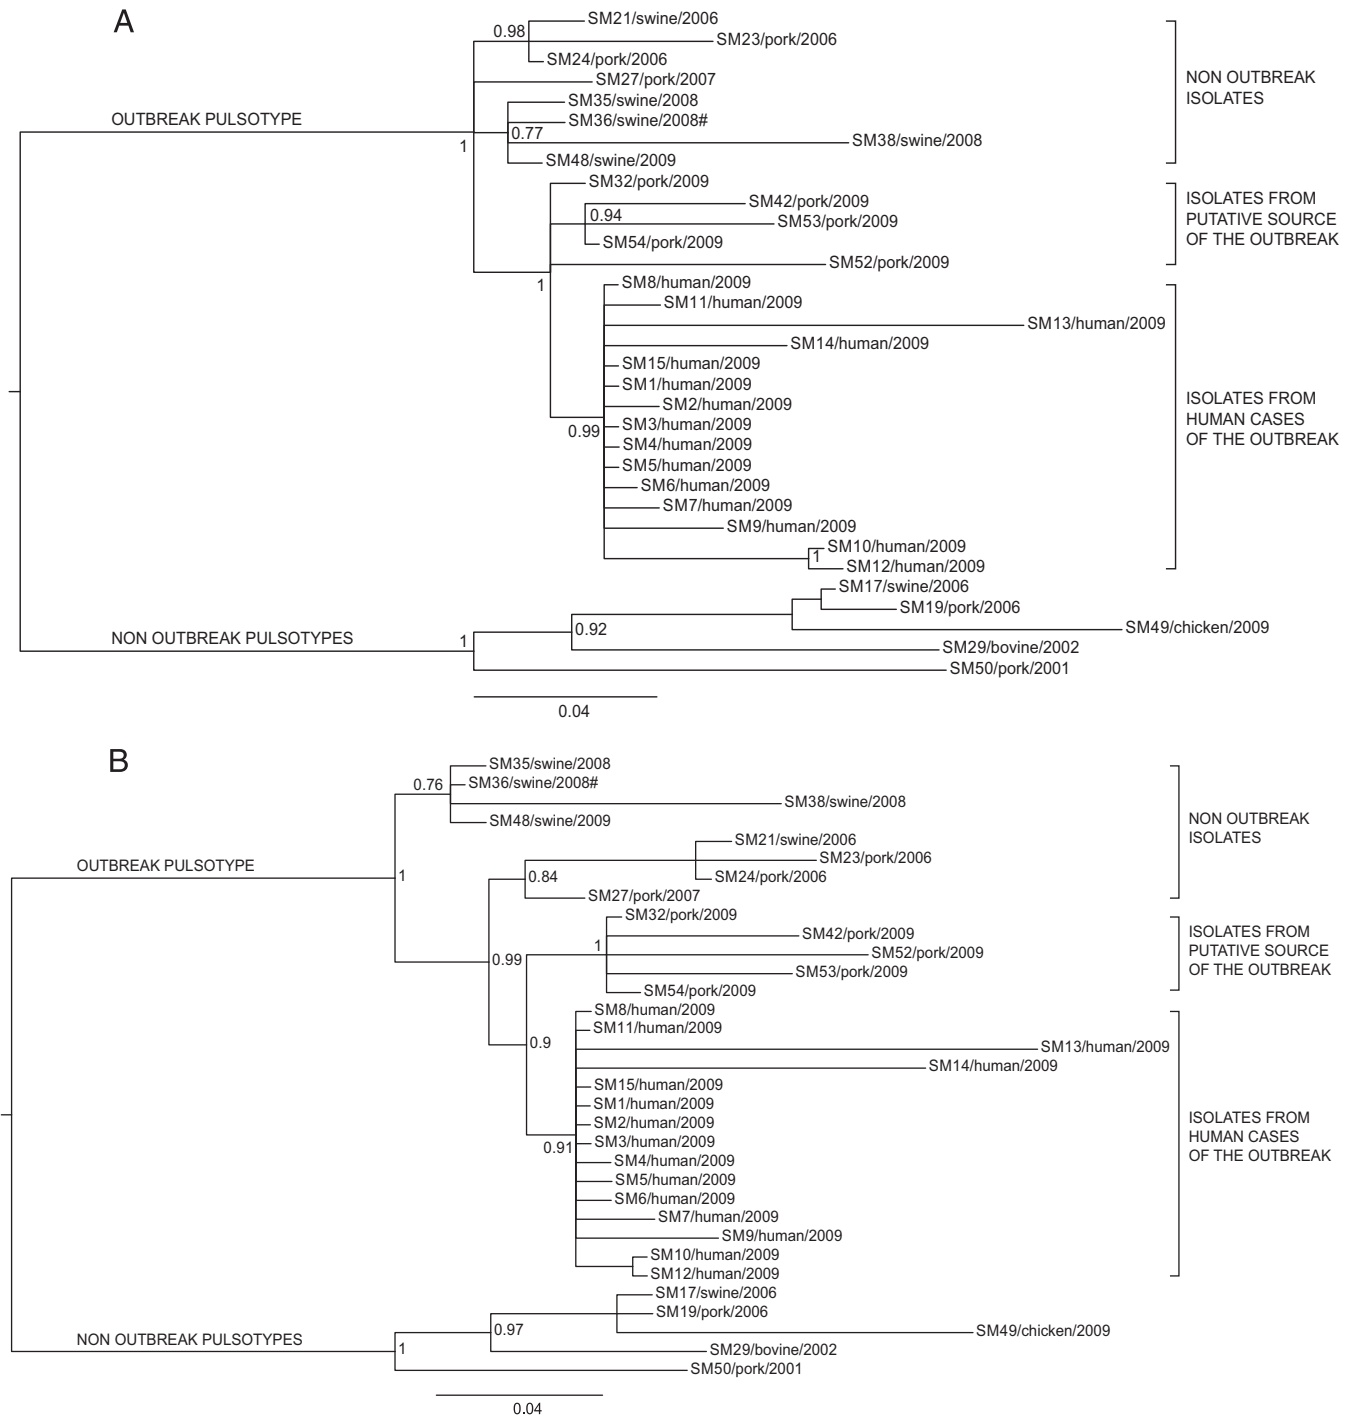 A
SM21/swine/2006
0.98
SM23/pork/2006
SM24/pork/2006
SM27/pork/2007
NON OUTBREAK
ISOLATES
SM35/swine/2008
OUTBREAK PULSOTYPE
SM36/swine/2008#
0.77
SM38/swine/2008
1
SM48/swine/2009
SM32/pork/2009
SM42/pork/2009
0.94
SM53/pork/2009
SM54/pork/2009
ISOLATES FROM
PUTATIVE SOURCE
OF THE OUTBREAK
SM52/pork/2009
1
SM8/human/2009
SM11/human/2009
SM13/human/2009
SM14/human/2009
SM15/human/2009
SM1/human/2009
SM2/human/2009
SM3/human/2009
0.99
SM4/human/2009
SM5/human/2009
SM6/human/2009
SM7/human/2009
SM9/human/2009
ISOLATES FROM
HUMAN CASES
OF THE OUTBREAK
SM10/human/2009
1
SM12/human/2009
SM17/swine/2006
SM19/pork/2006
SM49/chicken/2009
0.92
NON OUTBREAK PULSOTYPES
1
SM29/bovine/2002
SM50/pork/2001
0.04
B
SM35/swine/2008
0.76
SM36/swine/2008#
SM38/swine/2008
SM48/swine/2009
NON OUTBREAK
ISOLATES
SM21/swine/2006
SM23/pork/2006
OUTBREAK PULSOTYPE
1
0.84
SM24/pork/2006
SM27/pork/2007
SM32/pork/2009
SM42/pork/2009
1
SM52/pork/2009
0.99
SM53/pork/2009
SM54/pork/2009
ISOLATES FROM
PUTATIVE SOURCE
OF THE OUTBREAK
SM8/human/2009
SM11/human/2009
0.9
SM13/human/2009
SM14/human/2009
SM15/human/2009
SM1/human/2009
SM2/human/2009
SM3/human/2009
0.91
SM4/human/2009
SM5/human/2009
SM6/human/2009
SM7/human/2009
SM9/human/2009
ISOLATES FROM
HUMAN CASES
OF THE OUTBREAK
SM10/human/2009
SM12/human/2009
SM17/swine/2006
SM19/pork/2006
0.97
SM49/chicken/2009
NON OUTBREAK PULSOTYPES
1
SM29/bovine/2002
SM50/pork/2001
0.04